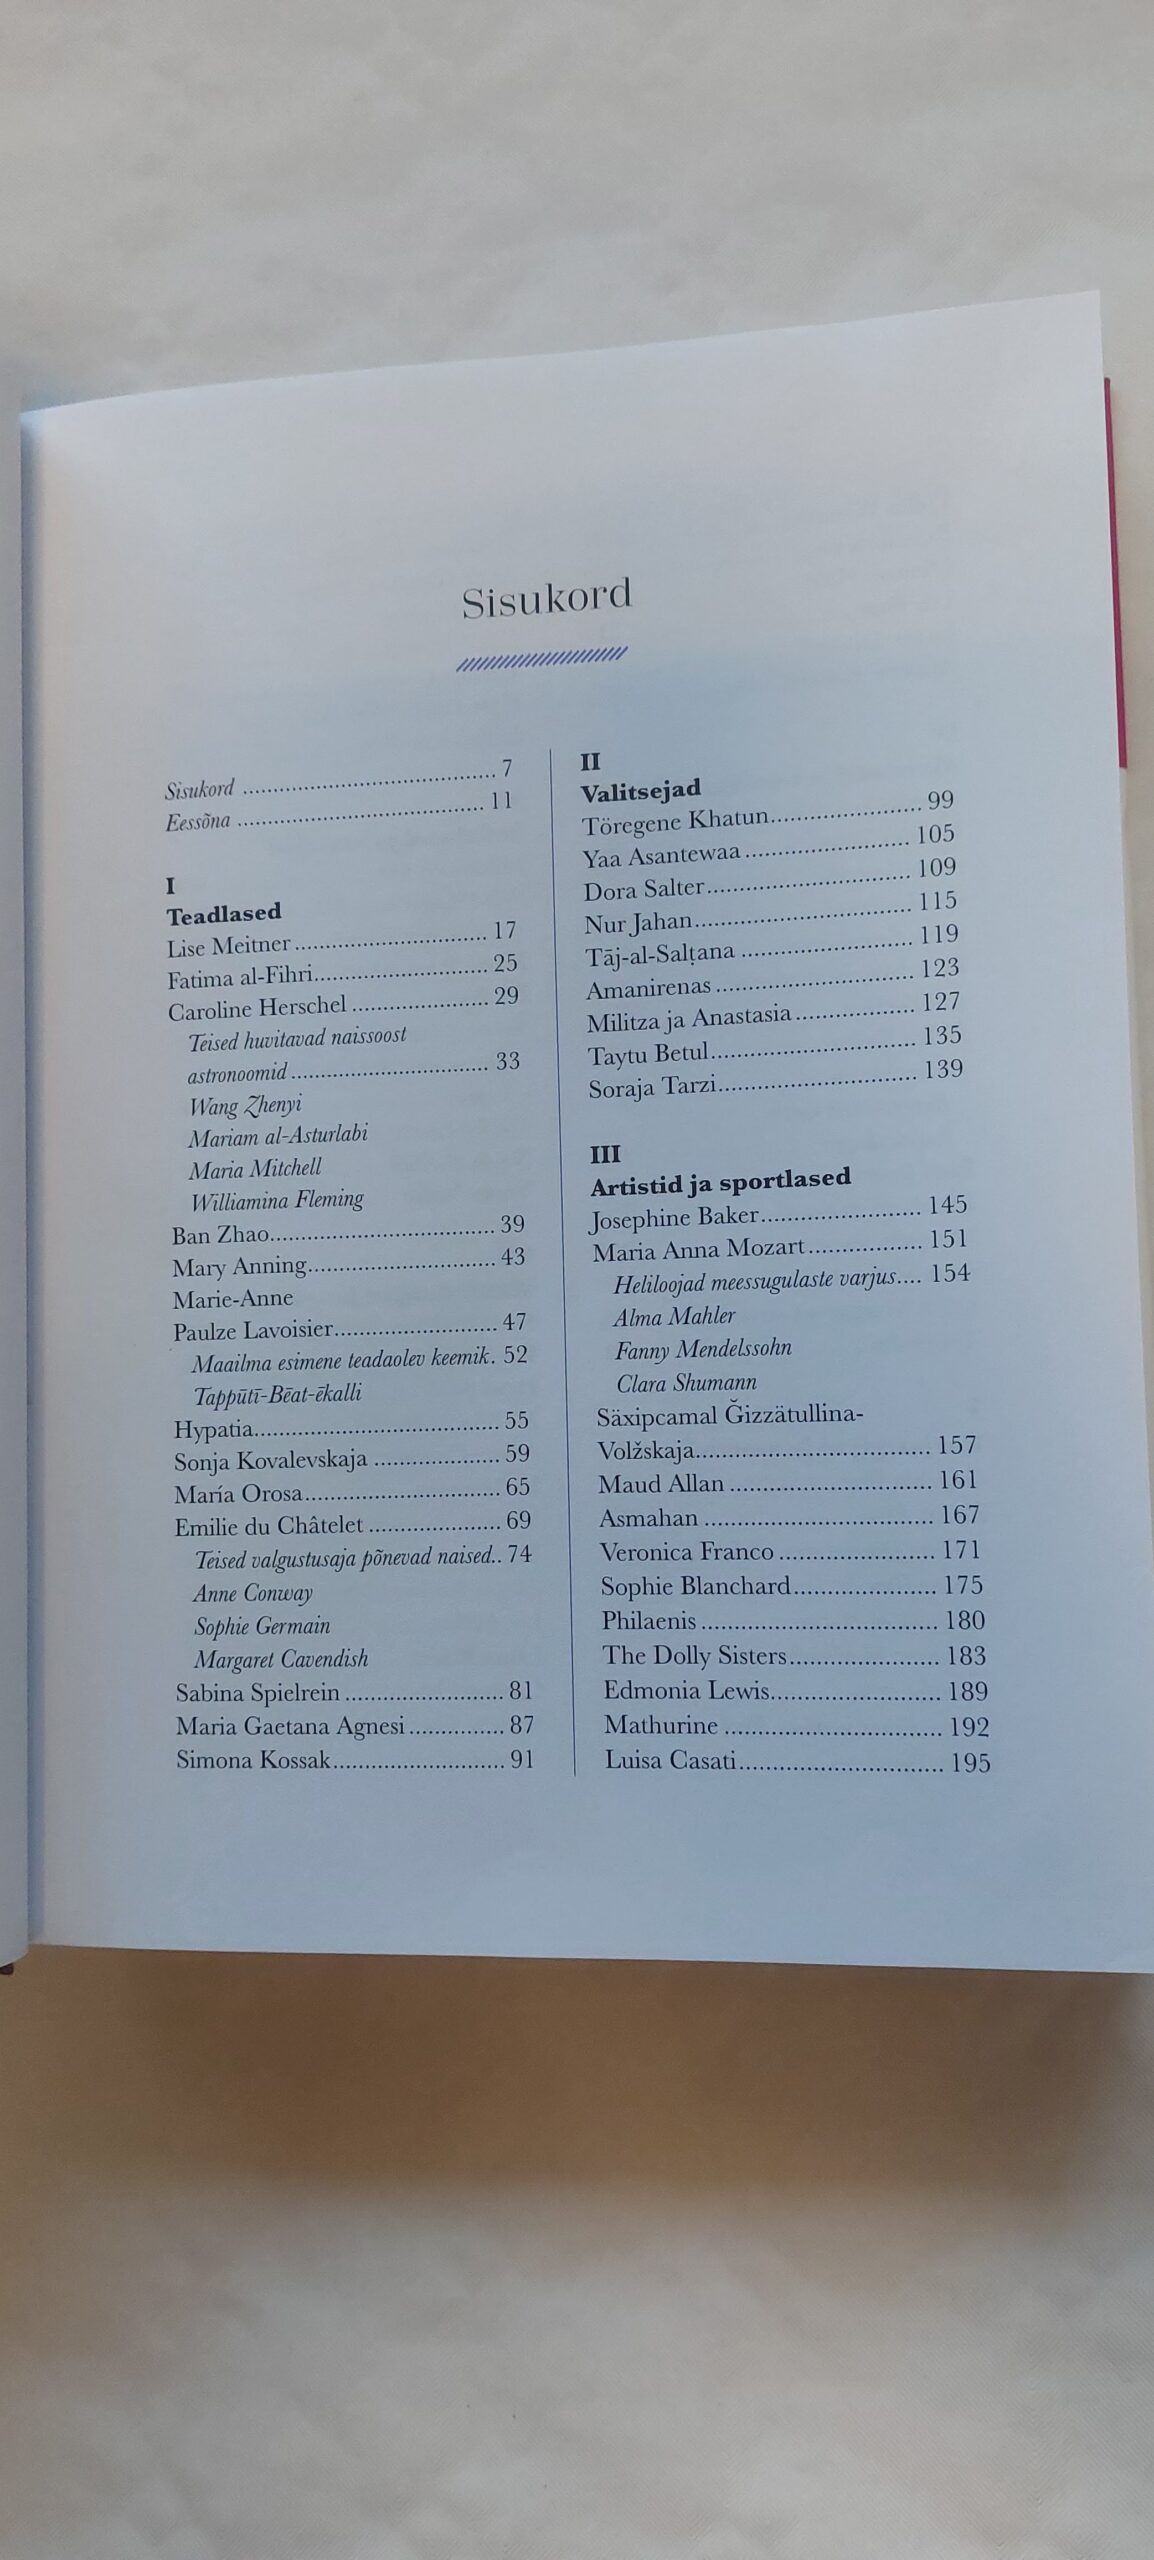 Sisukord
Sisukord ........................................ 7
Eessõna ....................................... 11
I
Teadlased
Lise Meitner .............................. 17
Fatima al-Fihri........................... 25
Caroline Herschel ..................... 29
Teised huvitavad naissoost
astronoomid ............................... 33
Wang Zhenyi
Mariam al-Asturlabi
Maria Mitchell
Williamina Fleming
Ban Zhao................................... 39
Mary Anning............................. 43
Marie-Anne
Paulze Lavoisier......................... 47
Maailma esimene teadaolev keemik. 52
Tappūtī-Bēat-ēkalli
Hypatia...................................... 55
Sonja Kovalevskaja ................... 59
María Orosa.............................. 65
Emilie du Châtelet .................... 69
Teised valgustusaja põnevad naised.. 74
Anne Conway
Sophie Germain
Margaret Cavendish
Sabina Spielrein ........................ 81
Maria Gaetana Agnesi .............. 87
Simona Kossak.......................... 91
II
Valitsejad
Töregene Khatun....................... 99
Yaa Asantewaa ......................... 105
Dora Salter............................... 109
Nur Jahan................................. 115
Tāj-al-Salṭana .......................... 119
Amanirenas .............................. 123
Militza ja Anastasia.................. 127
Taytu Betul............................... 135
Soraja Tarzi.............................. 139
III
Artistid ja sportlased
Josephine Baker........................ 145
Maria Anna Mozart................. 151
Heliloojad meessugulaste varjus.... 154
Alma Mahler
Fanny Mendelssohn
Clara Shumann
Säxipcamal Ğizzätullina-
Volžskaja.................................. 157
Maud Allan ............................. 161
Asmahan ................................. 167
Veronica Franco ...................... 171
Sophie Blanchard..................... 175
Philaenis .................................. 180
The Dolly Sisters...................... 183
Edmonia Lewis........................ 189
Mathurine ............................... 192
Luisa Casati............................. 195